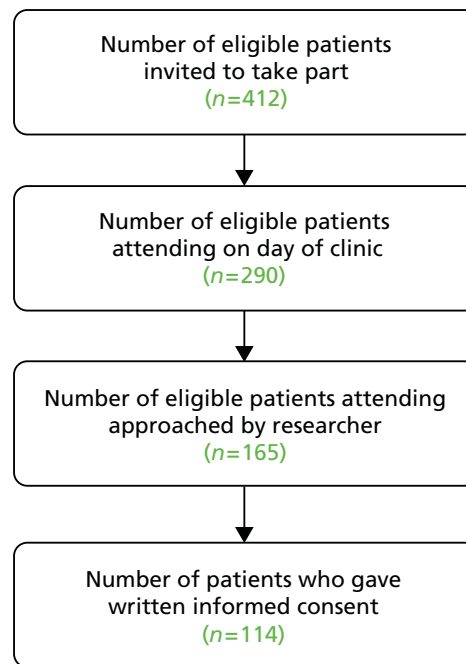 Number of eligible patients
invited to take part
(n=412)
Number of eligible patients
attending on day of clinic
(n=290)
Number of eligible patients attending
approached by researcher
(n=165)
Number of patients who gave
written informed consent
(n=114)